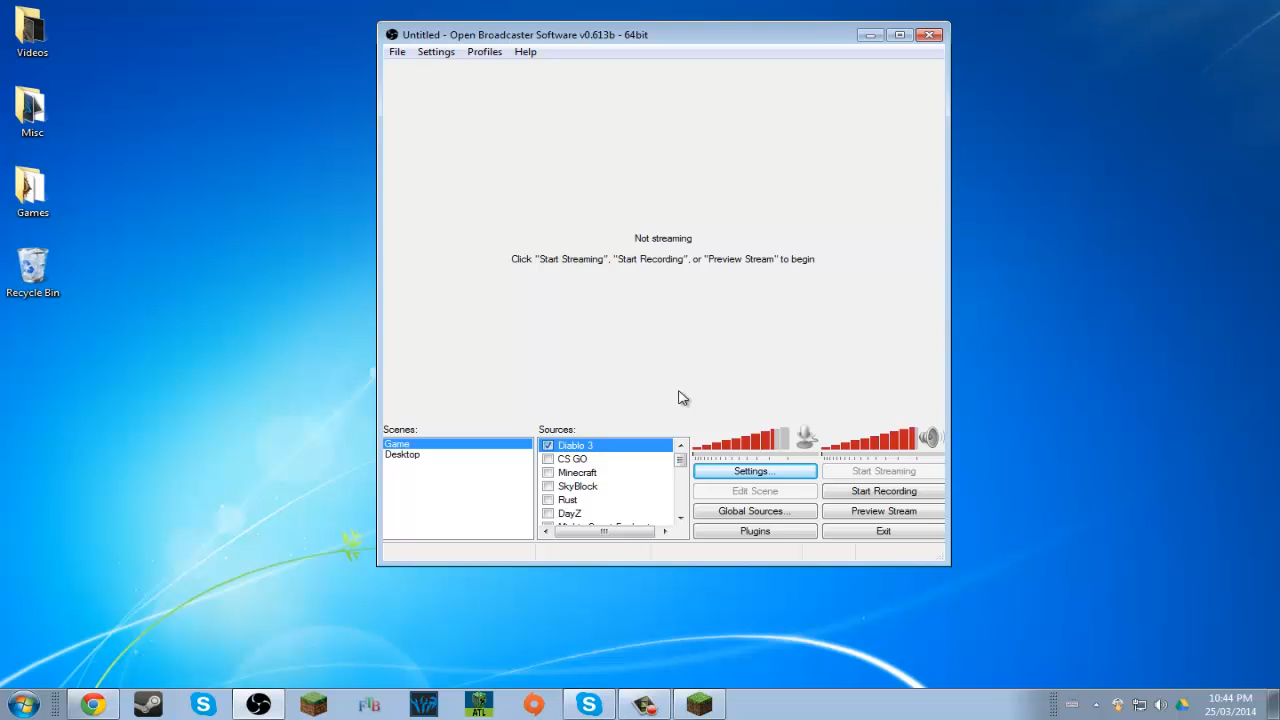 Videos
Misc
Games
Recycle Bin
Untitled - Open Broadcaster Software v0.613b - 64bit
File Settings Profiles Help
Not streaming
Click "Start Streaming", "Start Recording", or "Preview Stream" to begin
Scenes:
Game
Desktop
Sources:
Diablo 3
CS GO
Minecraft
SkyBlock
Rust
DayZ
Settings...
Start Streaming
Edit Scene
Start Recording
Global Sources...
Preview Stream
Plugins
Exit
FTB
ATL
10:44 PM
25/03/2014